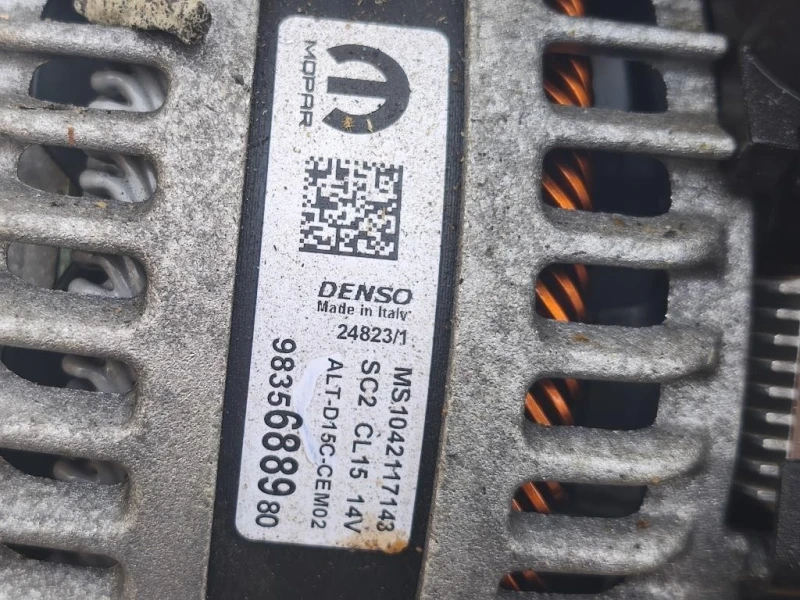 MOPAR
DENSO
Made in Italy
24823/1
MS.1042117143
SC2 CL15 14V
ALT-D15C-CEM02
9835688980